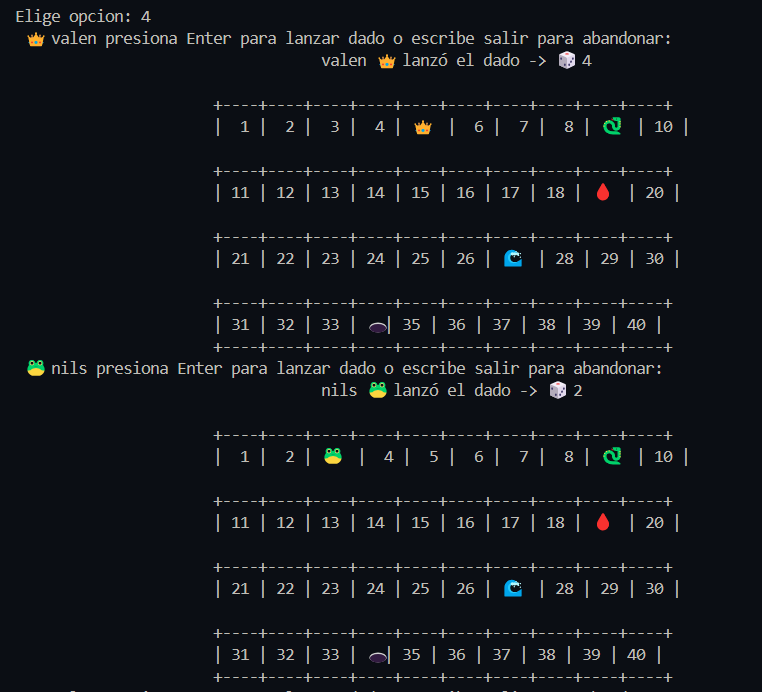 Elige opcion: 4
👑 valen presiona Enter para lanzar dado o escribe salir para abandonar:
valen 👑 lanzó el dado -> 🎲 4
+----+----+----+----+----+----+----+----+----+----+
|  1 |  2 |  3 |  4 | 👑 |  6 |  7 |  8 | 🐍 | 10 |
+----+----+----+----+----+----+----+----+----+----+
| 11 | 12 | 13 | 14 | 15 | 16 | 17 | 18 | 🩸 | 20 |
+----+----+----+----+----+----+----+----+----+----+
| 21 | 22 | 23 | 24 | 25 | 26 | 🌊 | 28 | 29 | 30 |
+----+----+----+----+----+----+----+----+----+----+
| 31 | 32 | 33 | 🕳️| 35 | 36 | 37 | 38 | 39 | 40 |
+----+----+----+----+----+----+----+----+----+----+
🐸 nils presiona Enter para lanzar dado o escribe salir para abandonar:
nils 🐸 lanzó el dado -> 🎲 2
+----+----+----+----+----+----+----+----+----+----+
|  1 |  2 | 🐸 |  4 |  5 |  6 |  7 |  8 | 🐍 | 10 |
+----+----+----+----+----+----+----+----+----+----+
| 11 | 12 | 13 | 14 | 15 | 16 | 17 | 18 | 🩸 | 20 |
+----+----+----+----+----+----+----+----+----+----+
| 21 | 22 | 23 | 24 | 25 | 26 | 🌊 | 28 | 29 | 30 |
+----+----+----+----+----+----+----+----+----+----+
| 31 | 32 | 33 | 🕳️| 35 | 36 | 37 | 38 | 39 | 40 |
+----+----+----+----+----+----+----+----+----+----+